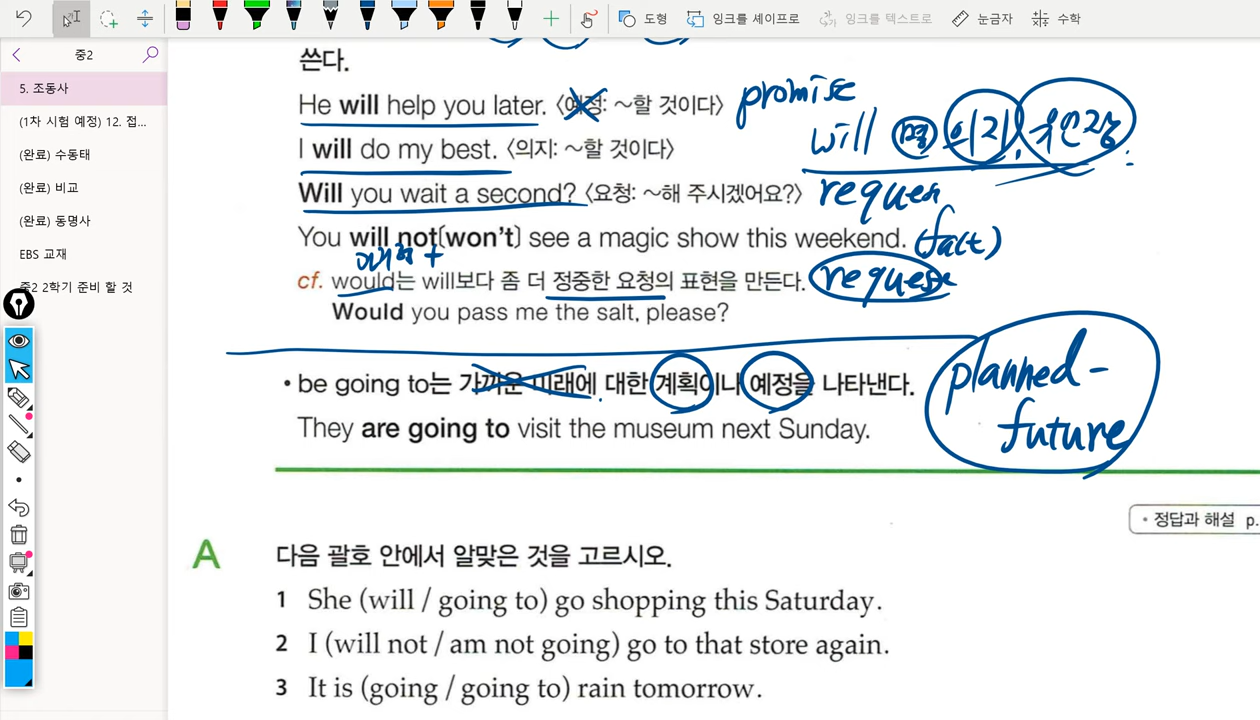 도형
잉크를 셰이프로
잉크를 텍스트로
눈금자
수학
중2
5. 조동사
(1차 시험 예정) 12. 접...
(완료) 수동태
(완료) 비교
(완료) 동명사
EBS 교재
중2 2학기 준비 할 것
쓴다.
He will help you later. 〈예정: ~할 것이다〉 promise
I will do my best. 〈의지: ~할 것이다〉 will 의지,
Will you wait a second? 〈요청: ~해 주시겠어요?〉 reques
You will not(won't) see a magic show this weekend. (fact)
cf. would는 will보다 좀 더 정중한 요청의 표현을 만든다. request
Would you pass me the salt, please?
• be going to는 가까운 미래에 대한 계획이나 예정을 나타낸다. planned-
They are going to visit the museum next Sunday. future
• 정답과 해설 p.
A 다음 괄호 안에서 알맞은 것을 고르시오.
1 She (will / going to) go shopping this Saturday.
2 I (will not / am not going) go to that store again.
3 It is (going / going to) rain tomorrow.